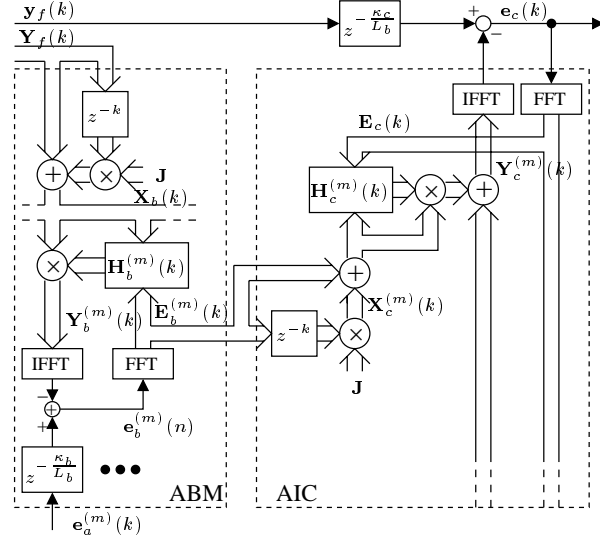 y_f(k)
z^{-κ_c/L_b}
+
−
e_c(k)
Y_f(k)
z^{-k}
IFFT
FFT
E_c(k)
+
×
J
X_b(k)
H_c^{(m)}(k)
×
+
Y_c^{(m)}(k)
×
H_b^{(m)}(k)
+
Y_b^{(m)}(k)
E_b^{(m)}(k)
X_c^{(m)}(k)
z^{-k}
×
IFFT
FFT
J
−
+
+
e_b^{(m)}(n)
z^{-κ_b/L_b}
•••
ABM
AIC
e_a^{(m)}(k)